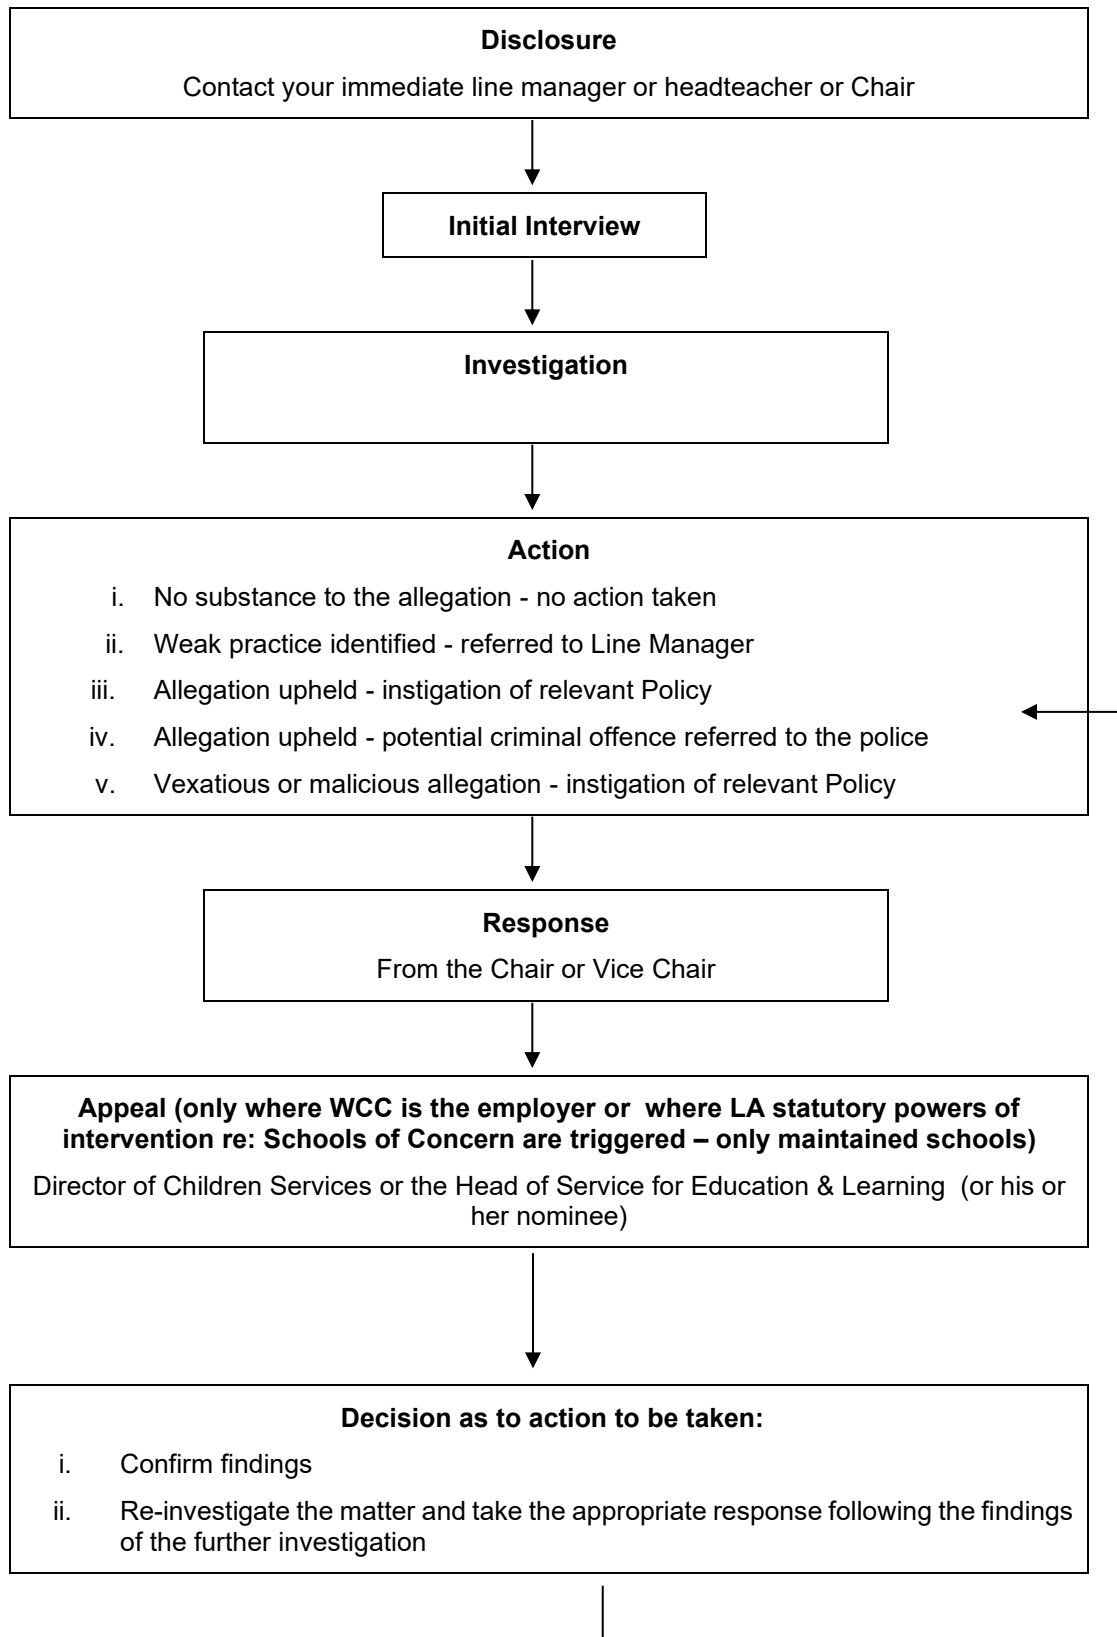 Disclosure
Contact your immediate line manager or headteacher or Chair
Initial Interview
Investigation
Action
i. No substance to the allegation - no action taken
ii. Weak practice identified - referred to Line Manager
iii. Allegation upheld - instigation of relevant Policy
iv. Allegation upheld - potential criminal offence referred to the police
v. Vexatious or malicious allegation - instigation of relevant Policy
Response
From the Chair or Vice Chair
Appeal (only where WCC is the employer or  where LA statutory powers of
intervention re: Schools of Concern are triggered – only maintained schools)
Director of Children Services or the Head of Service for Education & Learning  (or his or
her nominee)
Decision as to action to be taken:
i. Confirm findings
ii. Re-investigate the matter and take the appropriate response following the findings
of the further investigation